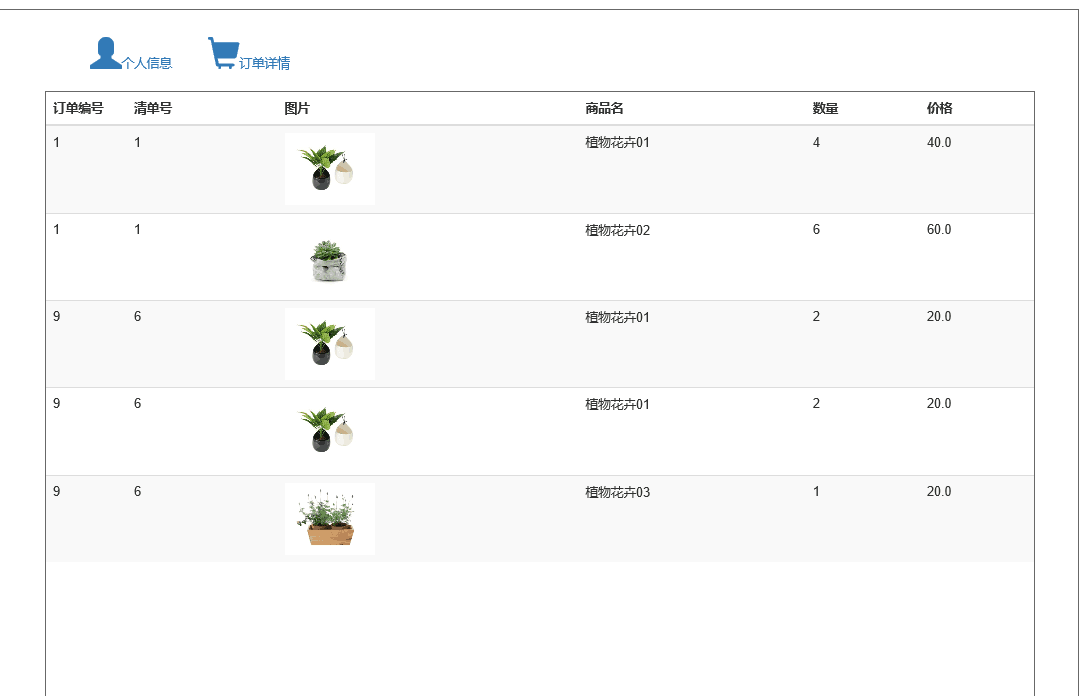 个人信息 订单详情
订单编号 清单号 图片 商品名 数量 价格
1 1 植物花卉01 4 40.0
1 1 植物花卉02 6 60.0
9 6 植物花卉01 2 20.0
9 6 植物花卉01 2 20.0
9 6 植物花卉03 1 20.0